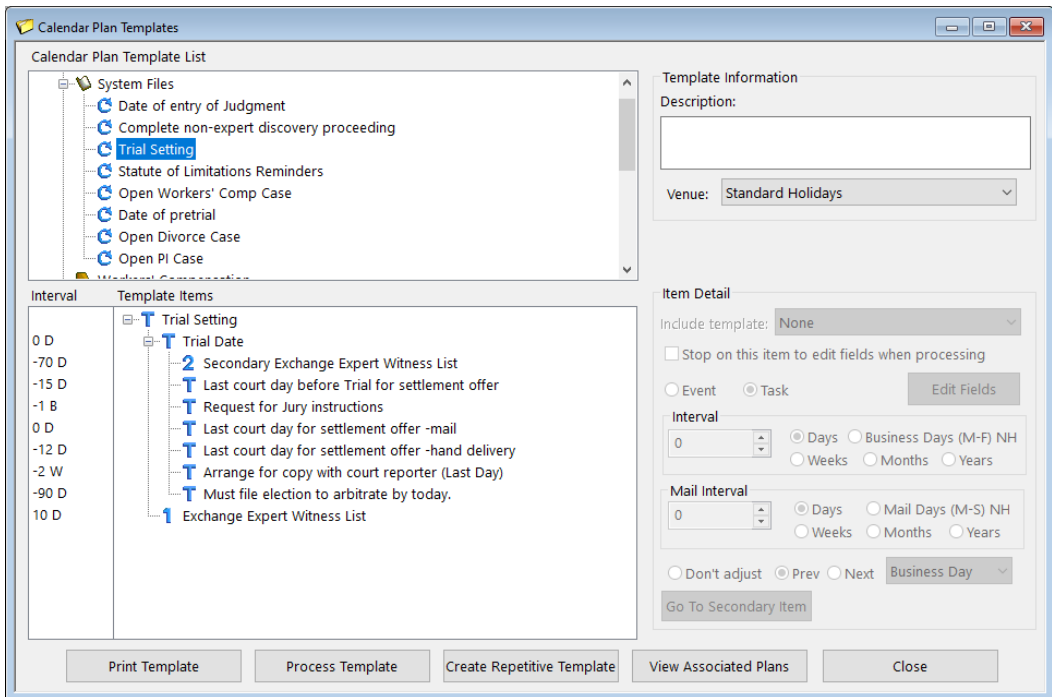 Calendar Plan Templates
Calendar Plan Template List
System Files
Date of entry of Judgment
Complete non-expert discovery proceeding
Trial Setting
Statute of Limitations Reminders
Open Workers' Comp Case
Date of pretrial
Open Divorce Case
Open PI Case
Workers' Compensation
Template Information
Description:
Venue: Standard Holidays
Interval Template Items
Trial Setting
0 D Trial Date
-70 D 2 Secondary Exchange Expert Witness List
-15 D Last court day before Trial for settlement offer
-1 B Request for Jury instructions
0 D Last court day for settlement offer -mail
-12 D Last court day for settlement offer -hand delivery
-2 W Arrange for copy with court reporter (Last Day)
-90 D Must file election to arbitrate by today.
10 D 1 Exchange Expert Witness List
Item Detail
Include template: None
Stop on this item to edit fields when processing
Event Task Edit Fields
Interval
0 Days Business Days (M-F) NH
Weeks Months Years
Mail Interval
0 Days Mail Days (M-S) NH
Weeks Months Years
Don't adjust Prev Next Business Day
Go To Secondary Item
Print Template Process Template Create Repetitive Template View Associated Plans Close